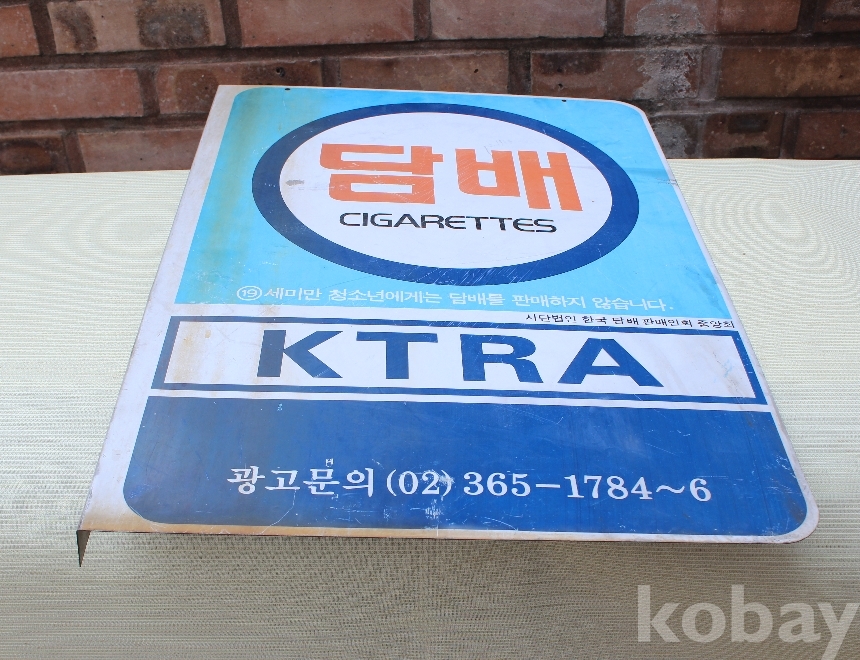 담배
CIGARETTES
⑲세미만 청소년에게는 담배를 판매하지 않습니다.
사단법인 한국 담배 판매인회 중앙회
KTRA
광고문의 (02) 365-1784~6
kobay